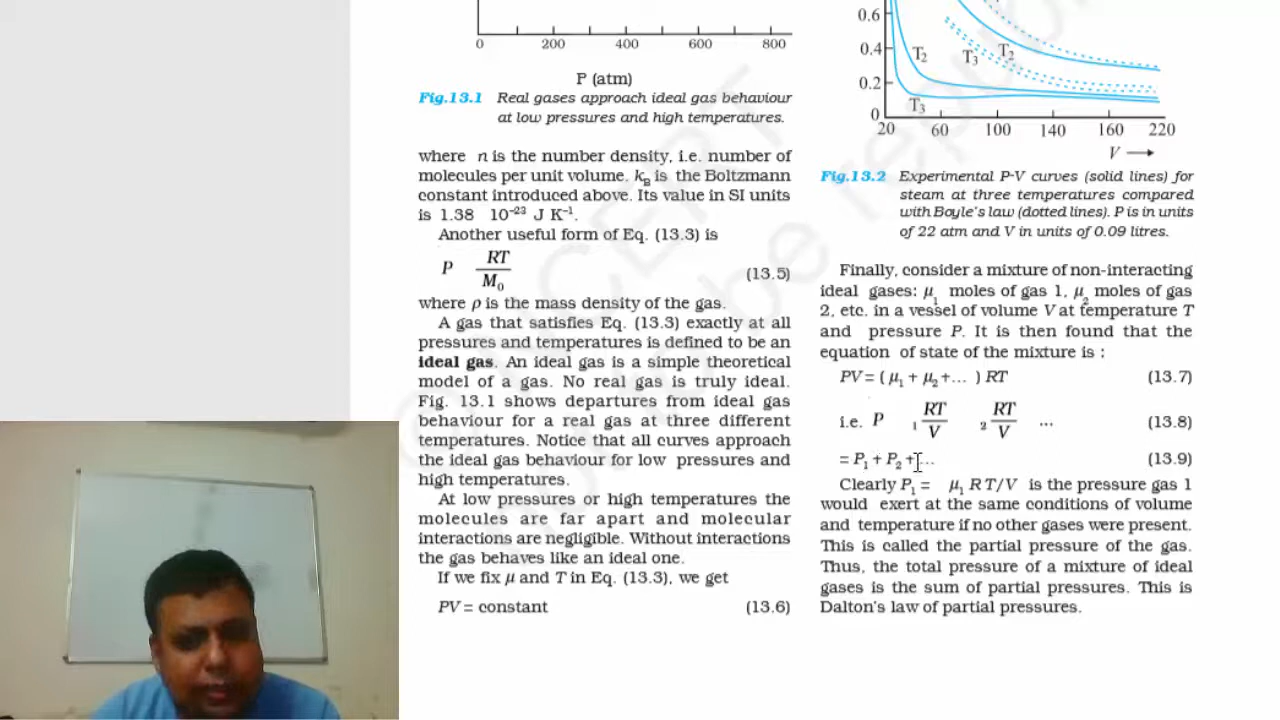 0 200 400 600 800
P (atm)
Fig.13.1 Real gases approach ideal gas behaviour
at low pressures and high temperatures.
where n is the number density, i.e. number of
molecules per unit volume. k_B is the Boltzmann
constant introduced above. Its value in SI units
is 1.38 10⁻²³ J K⁻¹.
Another useful form of Eq. (13.3) is
P RT
M₀ (13.5)
where ρ is the mass density of the gas.
A gas that satisfies Eq. (13.3) exactly at all
pressures and temperatures is defined to be an
ideal gas. An ideal gas is a simple theoretical
model of a gas. No real gas is truly ideal.
Fig. 13.1 shows departures from ideal gas
behaviour for a real gas at three different
temperatures. Notice that all curves approach
the ideal gas behaviour for low pressures and
high temperatures.
At low pressures or high temperatures the
molecules are far apart and molecular
interactions are negligible. Without interactions
the gas behaves like an ideal one.
If we fix μ and T in Eq. (13.3), we get
PV = constant (13.6)
0.6
0.4 T₂ T₃ T₂
0.2
T₃
0
20 60 100 140 160 220
V
Fig.13.2 Experimental P-V curves (solid lines) for
steam at three temperatures compared
with Boyle's law (dotted lines). P is in units
of 22 atm and V in units of 0.09 litres.
Finally, consider a mixture of non-interacting
ideal gases: μ₁ moles of gas 1, μ₂ moles of gas
2, etc. in a vessel of volume V at temperature T
and pressure P. It is then found that the
equation of state of the mixture is :
PV = ( μ₁ + μ₂ +... ) RT (13.7)
i.e. P ₁ RT/V ₂ RT/V ... (13.8)
= P₁ + P₂ + ... (13.9)
Clearly P₁ = μ₁ R T/V is the pressure gas 1
would exert at the same conditions of volume
and temperature if no other gases were present.
This is called the partial pressure of the gas.
Thus, the total pressure of a mixture of ideal
gases is the sum of partial pressures. This is
Dalton's law of partial pressures.